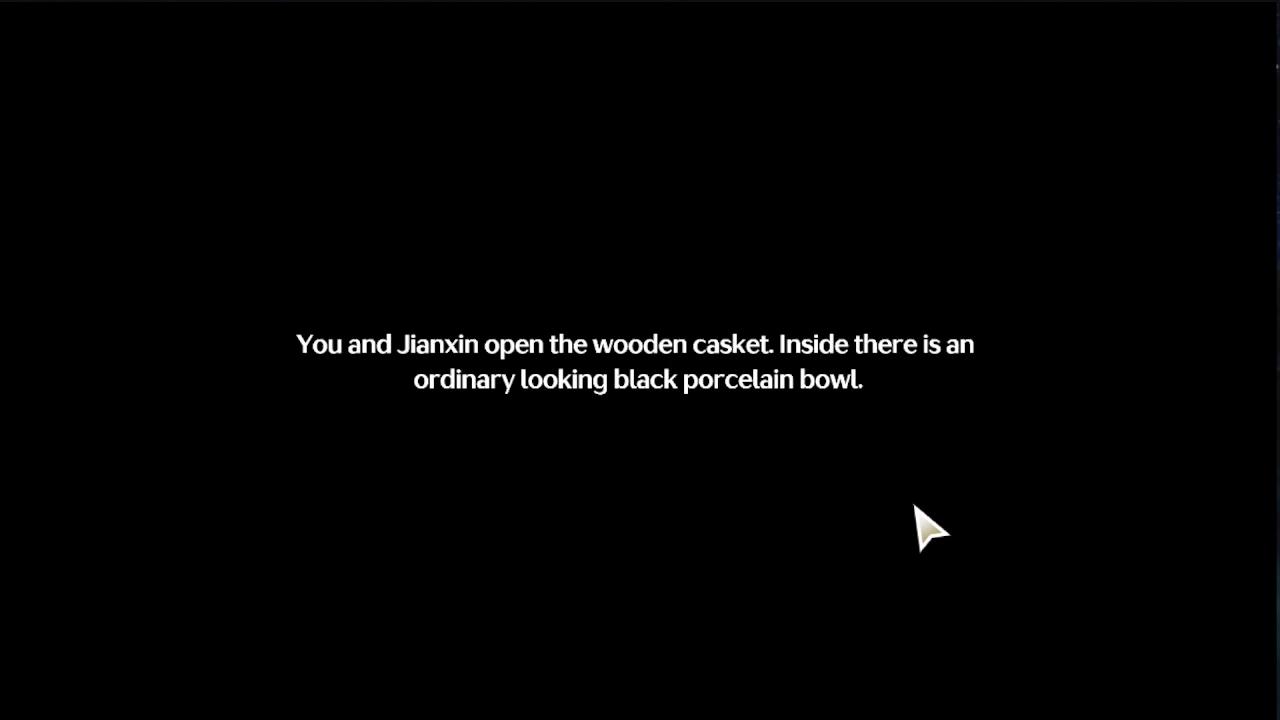 You and Jianxin open the wooden casket. Inside there is an
ordinary looking black porcelain bowl.